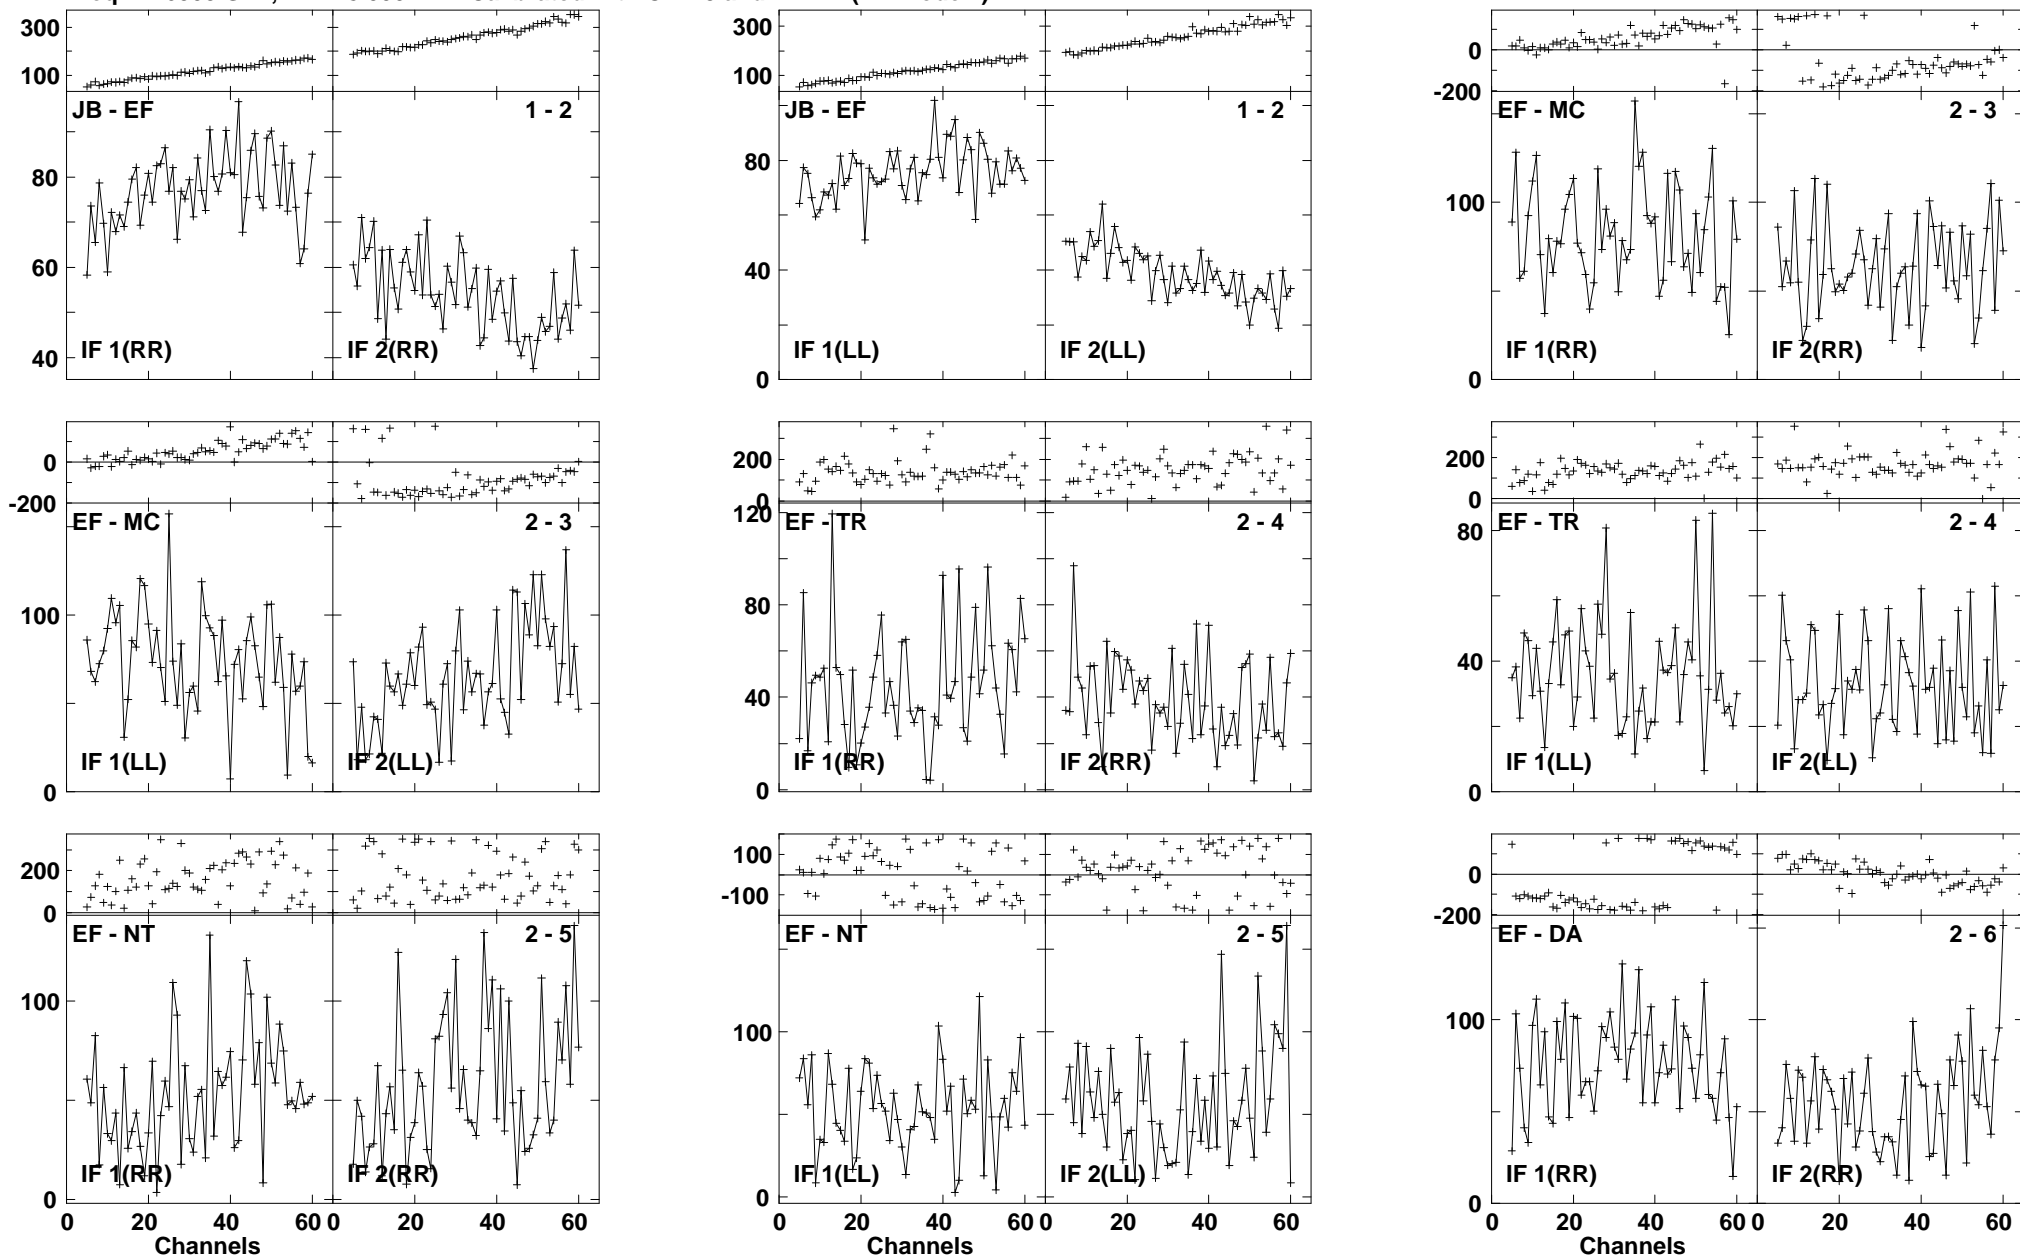 300
100
JB - EF 1 - 2
80
60
40
IF 1(RR) IF 2(RR)
300
100
JB - EF 1 - 2
80
40
0
IF 1(LL) IF 2(LL)
0
-200
EF - MC 2 - 3
100
0
IF 1(RR) IF 2(RR)
0
-200
EF - MC 2 - 3
100
0
IF 1(LL) IF 2(LL)
200
0
EF - TR 2 - 4
120
80
40
0
IF 1(RR) IF 2(RR)
200
0
EF - TR 2 - 4
80
40
0
IF 1(LL) IF 2(LL)
200
0
EF - NT 2 - 5
100
0
IF 1(RR) IF 2(RR)
0 20 40 60 0 20 40 60
Channels
100
-100
EF - NT 2 - 5
100
0
IF 1(LL) IF 2(LL)
0 20 40 60 0 20 40 60
Channels
0
-200
EF - DA 2 - 6
100
0
IF 1(RR) IF 2(RR)
0 20 40 60 0 20 40 60
Channels